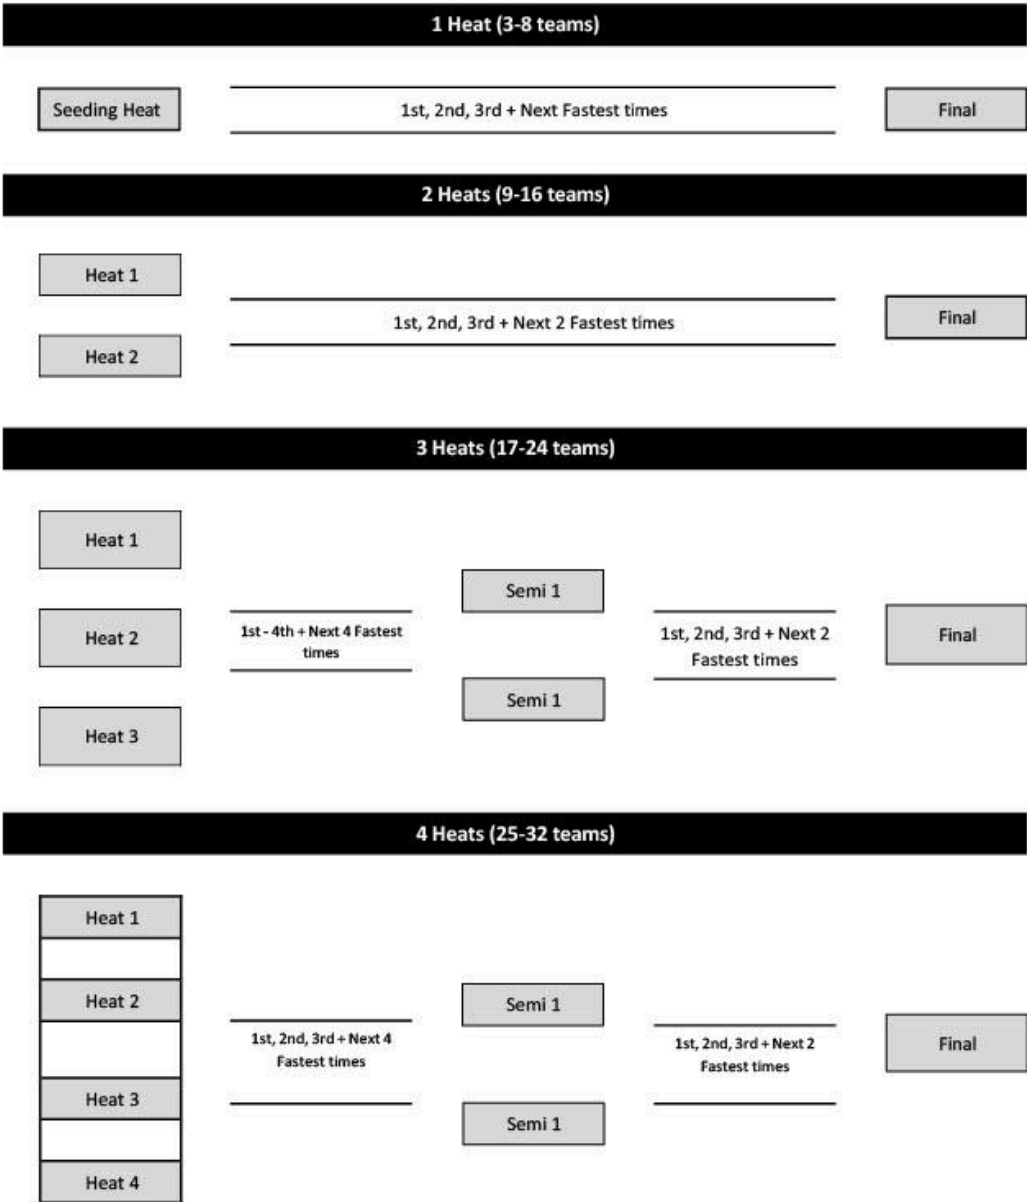 1 Heat (3-8 teams)
Seeding Heat
1st, 2nd, 3rd + Next Fastest times
Final
2 Heats (9-16 teams)
Heat 1
Heat 2
1st, 2nd, 3rd + Next 2 Fastest times
Final
3 Heats (17-24 teams)
Heat 1
Heat 2
Heat 3
1st - 4th + Next 4 Fastest
times
Semi 1
Semi 1
1st, 2nd, 3rd + Next 2
Fastest times
Final
4 Heats (25-32 teams)
Heat 1
Heat 2
Heat 3
Heat 4
1st, 2nd, 3rd + Next 4
Fastest times
Semi 1
Semi 1
1st, 2nd, 3rd + Next 2
Fastest times
Final